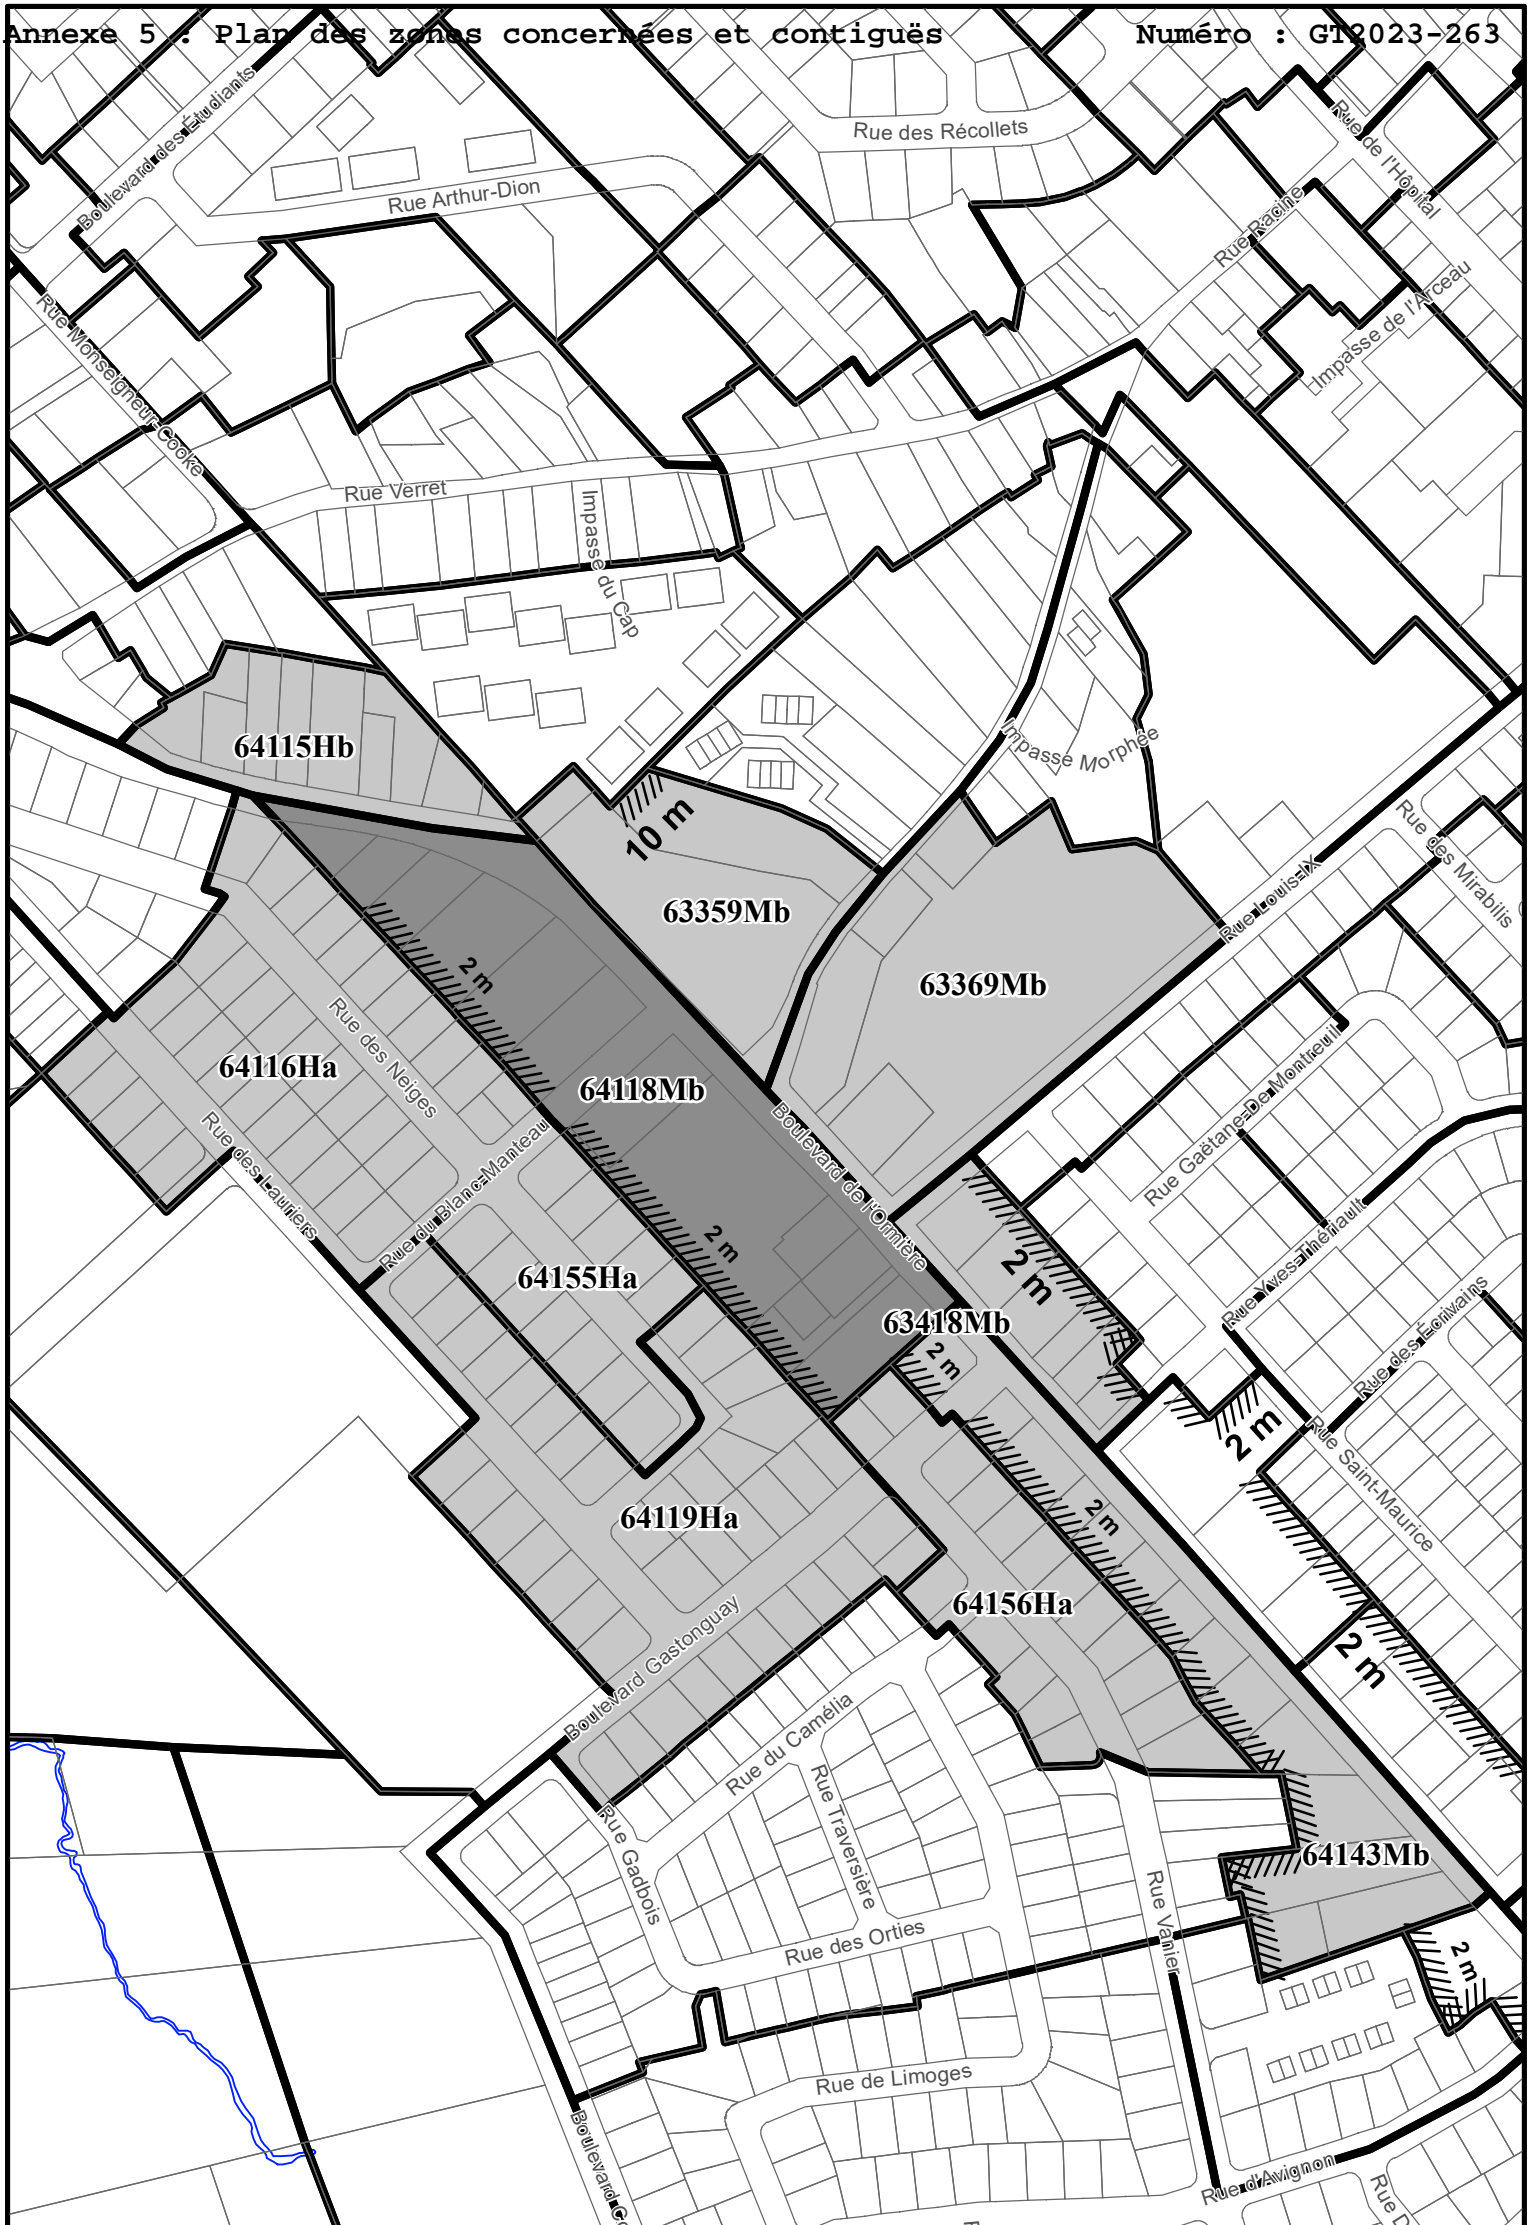 Annexe 5 : Plan des zones concernées et contiguës
Numéro : GT2023-263
Boulevard des Étudiants
Rue des Récollets
Rue de l'Hôpital
Rue Arthur-Dion
Rue Racine
Impasse de l'Arceau
Rue Monseigneur-Cooke
Rue Verret
Impasse du Cap
64115Hb
Impasse Morphée
10 m
Rue des Mirabilis
Rue Louis-IX
63359Mb
2 m
63369Mb
Rue des Neiges
64116Ha
64118Mb
Rue Gaëtane-De Montreuil
Rue des Lauriers
Rue du Blanc-Manteau
Boulevard de l'Ormière
2 m
2 m
64155Ha
Rue Yves-Thériault
63418Mb
Rue des Écrivains
2 m
2 m
Rue Saint-Maurice
64119Ha
2 m
64156Ha
Boulevard Gastonguay
2 m
Rue du Camélia
Rue Traversière
Rue Gadbois
64143Mb
Rue Vanier
Rue des Orties
2 m
Rue de Limoges
Boulevard Co
Rue d'Avignon
Rue D